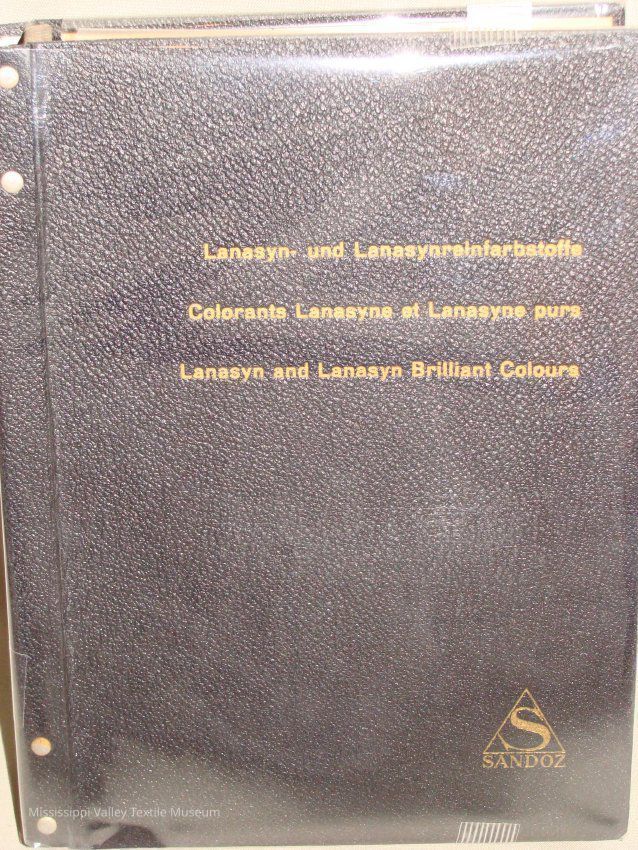 Lanasyn- und Lanasynreinfarbstoffe
Colorants Lanasyne et Lanasyne purs
Lanasyn and Lanasyn Brilliant Colours
S
SANDOZ
Mississippi Valley Textile Museum